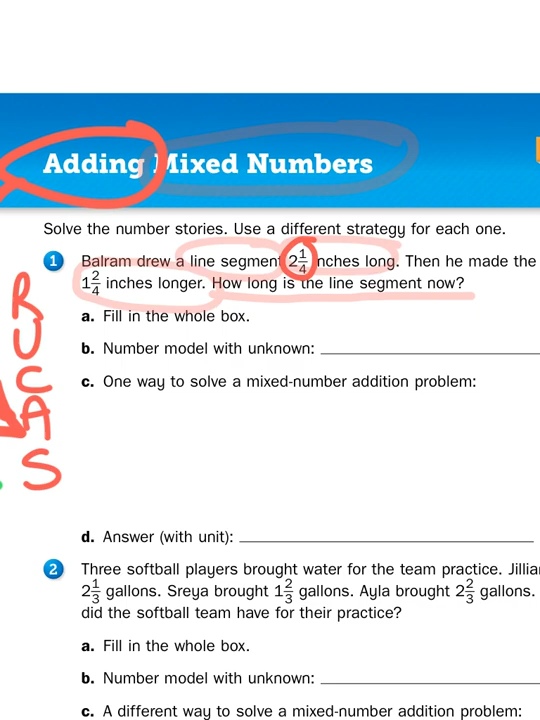 Adding Mixed Numbers
Solve the number stories. Use a different strategy for each one.
1 Balram drew a line segment 2 1/4 inches long. Then he made the
1 2/4 inches longer. How long is the line segment now?
a. Fill in the whole box.
b. Number model with unknown:
c. One way to solve a mixed-number addition problem:
R
U
C
A
S
d. Answer (with unit):
2 Three softball players brought water for the team practice.
2 1/3 gallons. Sreya brought 1 2/3 gallons. Ayla brought 2 2/3 gallons.
did the softball team have for their practice?
a. Fill in the whole box.
b. Number model with unknown:
c. A different way to solve a mixed-number addition problem: